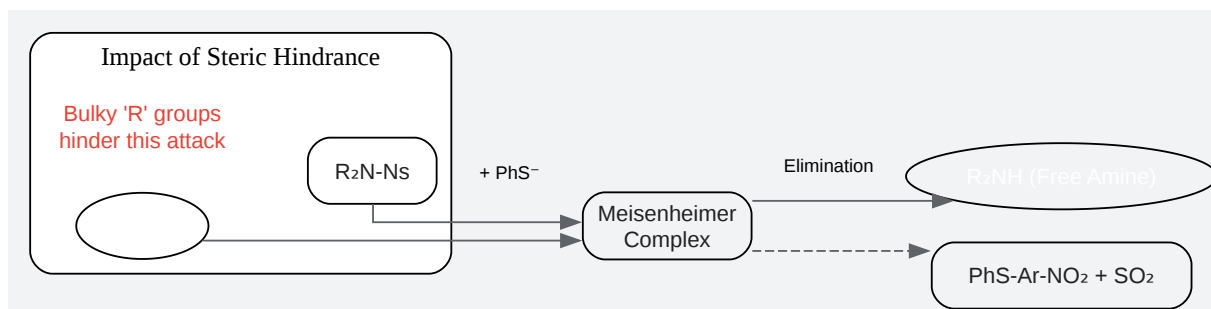 Impact of Steric Hindrance
Bulky 'R' groups
hinder this attack
R₂N-Ns
+ PhS⁻
Elimination
R₂NH (Free Amine)
Meisenheimer
Complex
PhS-Ar-NO₂ + SO₂